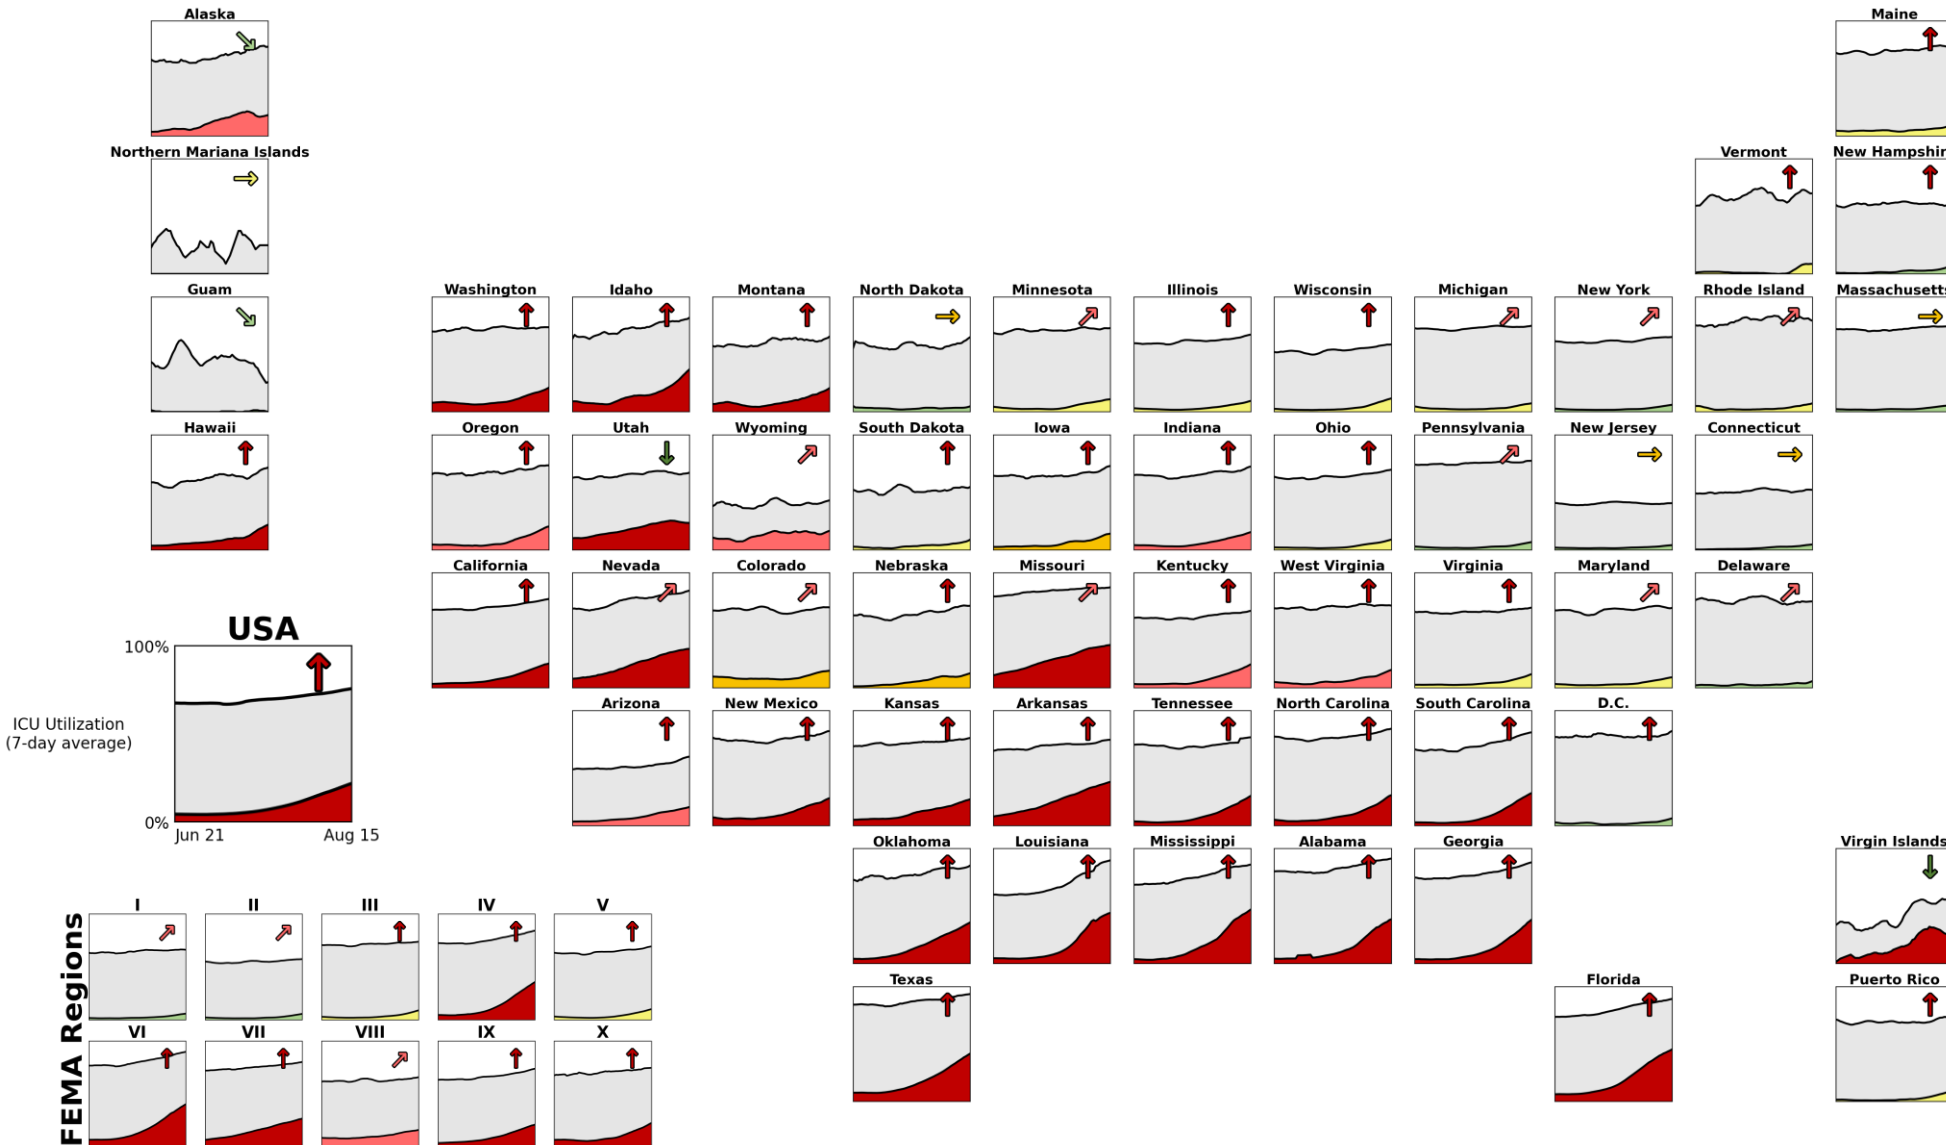 Alaska
Maine
Northern Mariana Islands
Vermont
New Hampshir
Guam
Washington
Idaho
Montana
North Dakota
Minnesota
Illinois
Wisconsin
Michigan
New York
Rhode Island
Massachusetts
Hawaii
Oregon
Utah
Wyoming
South Dakota
Iowa
Indiana
Ohio
Pennsylvania
New Jersey
Connecticut
California
Nevada
Colorado
Nebraska
Missouri
Kentucky
West Virginia
Virginia
Maryland
Delaware
USA
100%
ICU Utilization
(7-day average)
0%
Jun 21
Aug 15
Arizona
New Mexico
Kansas
Arkansas
Tennessee
North Carolina
South Carolina
D.C.
Oklahoma
Louisiana
Mississippi
Alabama
Georgia
Virgin Islands
Texas
Florida
Puerto Rico
FEMA Regions
I
II
III
IV
V
VI
VII
VIII
IX
X